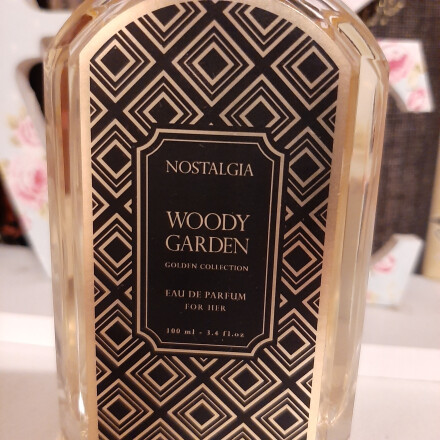 NOSTALGIA
WOODY
GARDEN
GOLDEN COLLECTION
EAU DE PARFUM
FOR HER
100 ml - 3.4 fl.oz